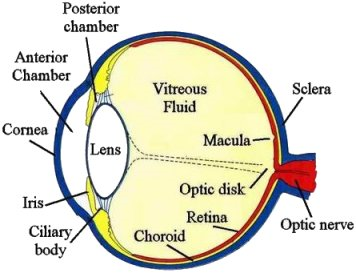 Posterior
chamber
Anterior
Chamber
Vitreous
Fluid
Sclera
Cornea
Lens
Macula
Optic disk
Iris
Retina
Optic nerve
Ciliary
body
Choroid